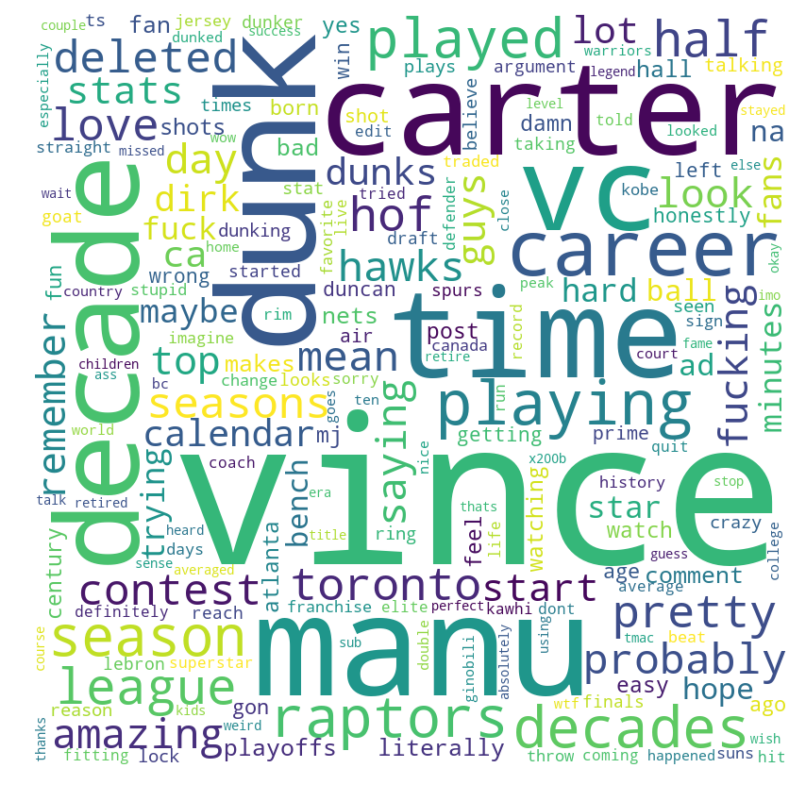 couple
ts
fan
jersey
dunker
yes
played
lot
half
dunked
success
win
warriors
especially
deleted
dunk
carter
plays
argument
legend
hall
talking
stats
times
born
shot
believe
damn
level
told
stayed
love
shots
wow
edit
taking
looked
na
straight
missed
day
bad
dunks
traded
vc
left
look
fans
else
wait
decade
stat
tried
defender
close
kobe
goat
dirk
hof
guys
honestly
fuck
dunking
favorite
live
draft
career
okay
ca
home
started
hawks
wrong
fun
country
stupid
duncan
spurs
peak
hard
ball
seen
imo
remember
maybe
rim
nets
air
post
time
record
sign
fame
imagine
canada
court
minutes
fucking
children
top
makes
mean
retire
ad
ass
bc
change
looks
sorry
ten
playing
run
seasons
goes
world
calendar
mj
saying
getting
prime
quit
trying
coach
vince
nice
x200b
talk
retired
era
bench
thats
history
stop
star
crazy
century
heard
days
title
ring
feel
life
watching
watch
college
sense
atlanta
guess
averaged
age
comment
contest
toronto
start
average
definitely
reach
franchise
elite
perfect
kawhi
dont
pretty
season
manu
sub
double
using
tmac
beat
course
lebron
superstar
ginobili
absolutely
probably
league
easy
hope
reason
kids
raptors
decades
wtf
finals
ago
thanks
amazing
gon
weird
wish
fitting
lock
playoffs
literally
throw
coming
happened
suns
hit